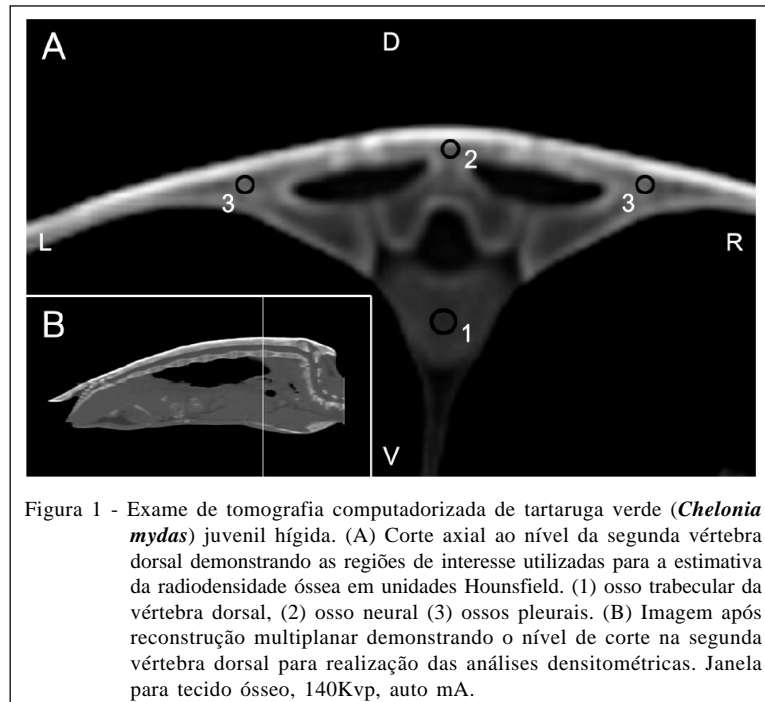 A
D
2
3
3
L
R
B
1
V
Figura 1 - Exame de tomografia computadorizada de tartaruga verde (Chelonia
mydas) juvenil hígida. (A) Corte axial ao nível da segunda vértebra
dorsal demonstrando as regiões de interesse utilizadas para a estimativa
da radiodensidade óssea em unidades Hounsfield. (1) osso trabecular da
vértebra dorsal, (2) osso neural (3) ossos pleurais. (B) Imagem após
reconstrução multiplanar demonstrando o nível de corte na segunda
vértebra dorsal para realização das análises densitométricas. Janela
para tecido ósseo, 140Kvp, auto mA.